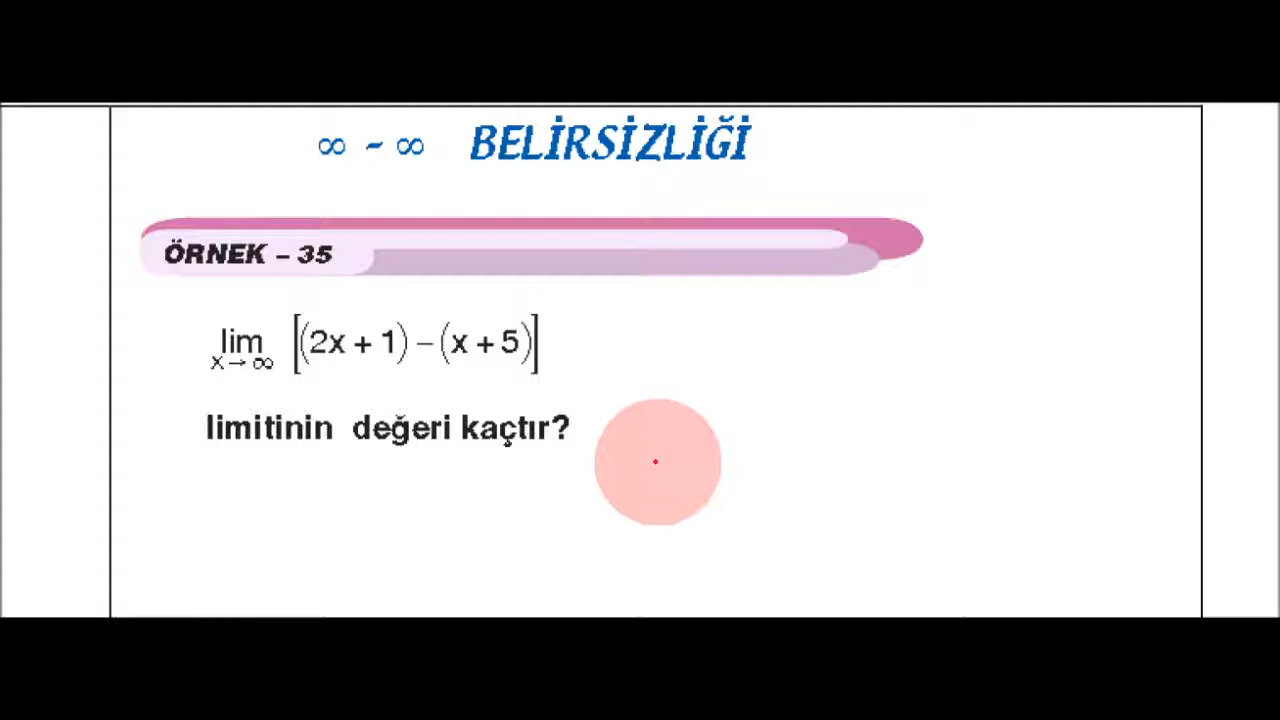 ∞ - ∞ BELİRSİZLİĞİ
ÖRNEK – 35
lim [(2x + 1) – (x + 5)]
x → ∞
limitinin değeri kaçtır?